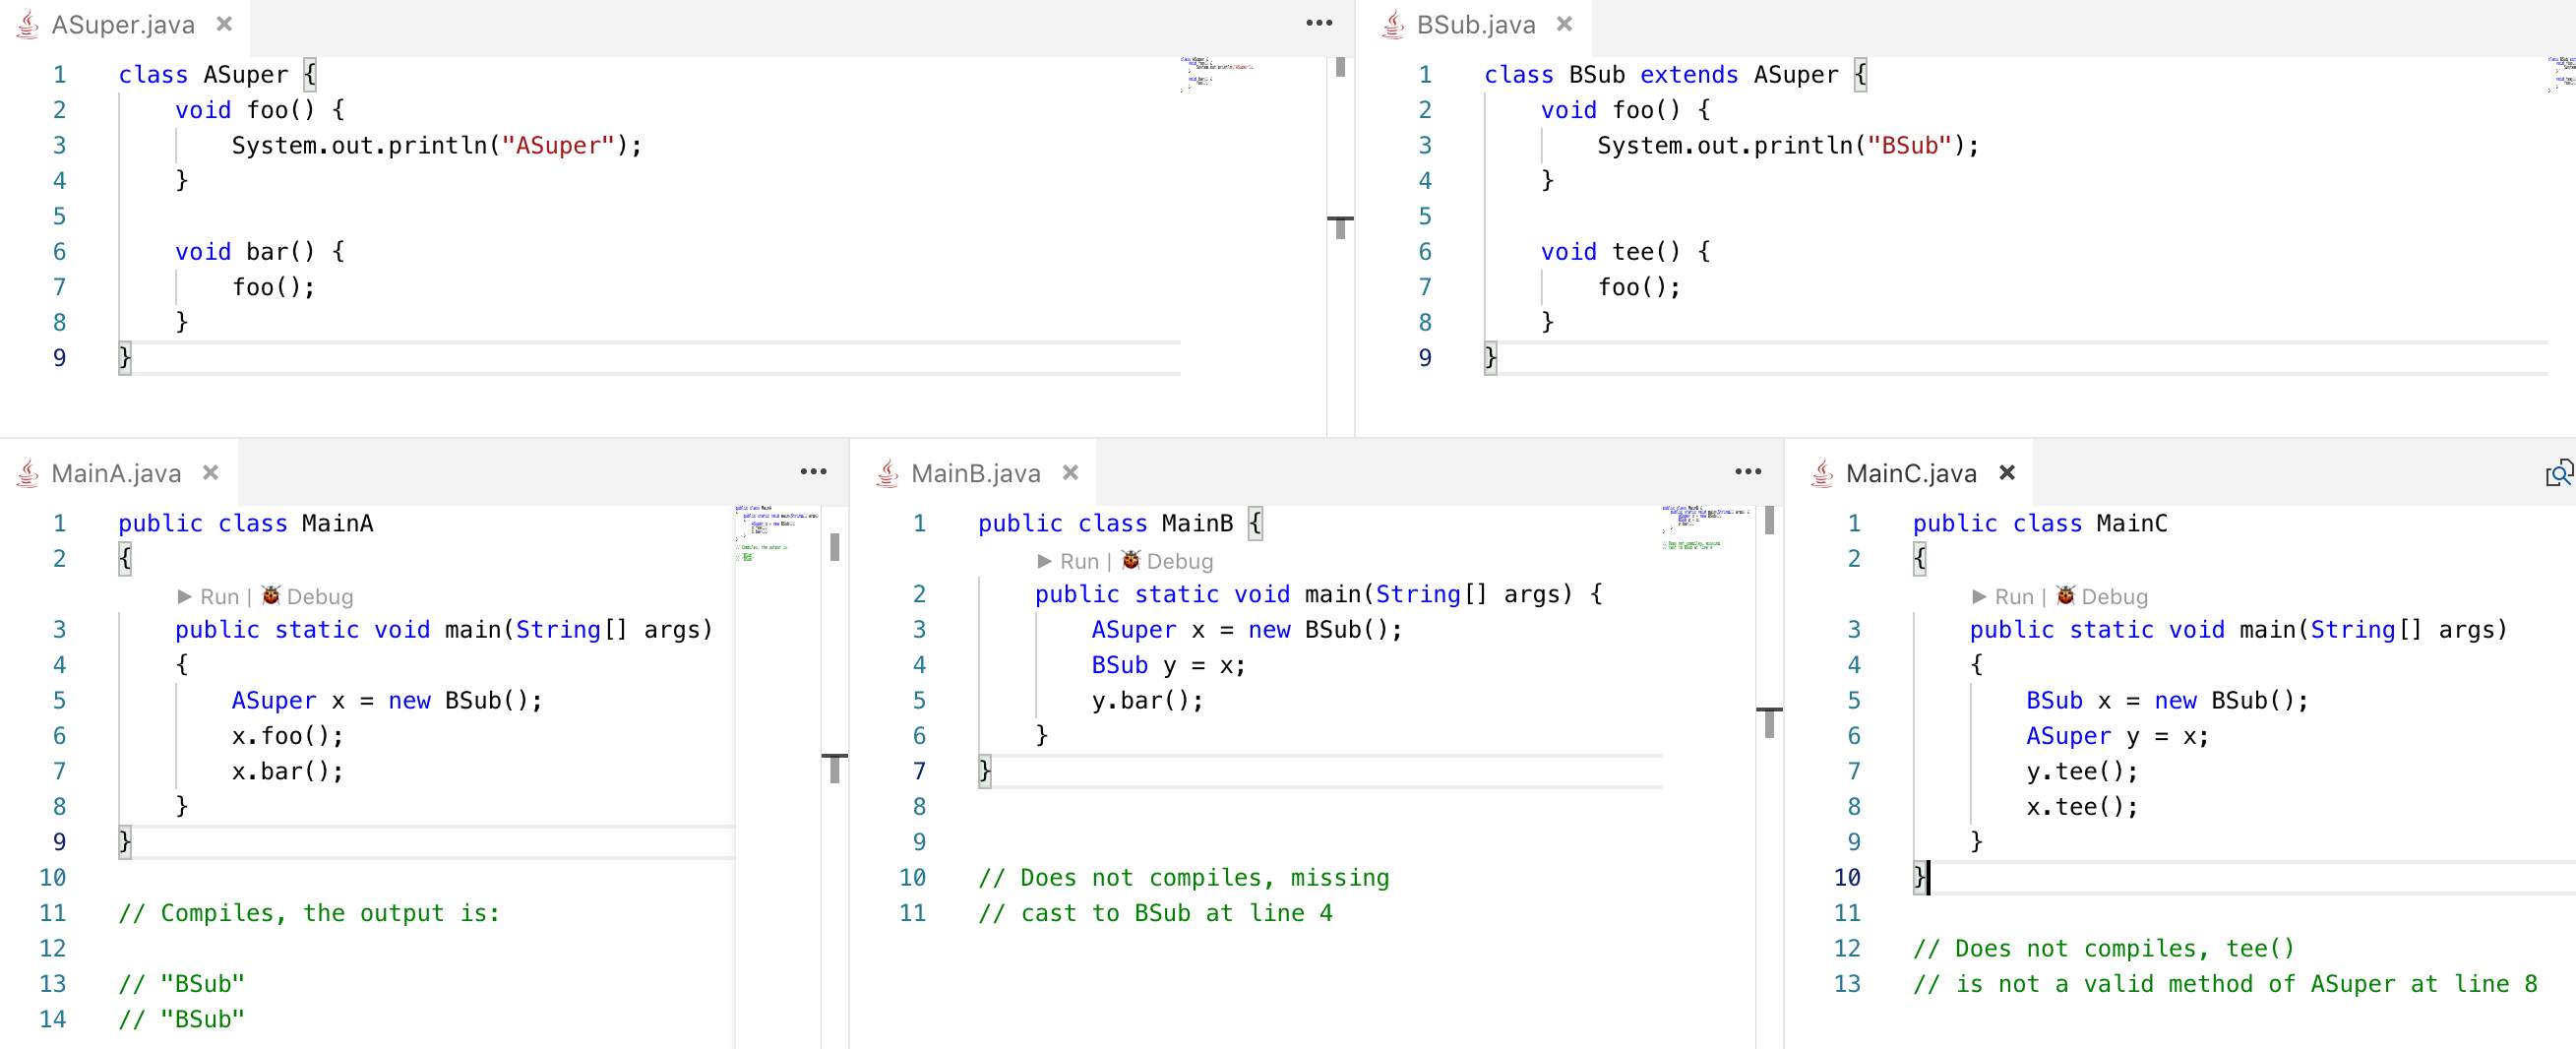 ASuper.java ×
1 class ASuper {
2     void foo() {
3         System.out.println("ASuper");
4     }
5
6     void bar() {
7         foo();
8     }
9 }
BSub.java ×
1 class BSub extends ASuper {
2     void foo() {
3         System.out.println("BSub");
4     }
5
6     void tee() {
7         foo();
8     }
9 }
MainA.java ×
1 public class MainA
2 {
Run | Debug
3     public static void main(String[] args)
4     {
5         ASuper x = new BSub();
6         x.foo();
7         x.bar();
8     }
9 }
10
11 // Compiles, the output is:
12
13 // "BSub"
14 // "BSub"
MainB.java ×
1 public class MainB {
Run | Debug
2     public static void main(String[] args) {
3         ASuper x = new BSub();
4         BSub y = x;
5         y.bar();
6     }
7 }
8
9
10 // Does not compiles, missing
11 // cast to BSub at line 4
MainC.java ×
1 public class MainC
2 {
Run | Debug
3     public static void main(String[] args)
4     {
5         BSub x = new BSub();
6         ASuper y = x;
7         y.tee();
8         x.tee();
9     }
10 }
11
12 // Does not compiles, tee()
13 // is not a valid method of ASuper at line 8